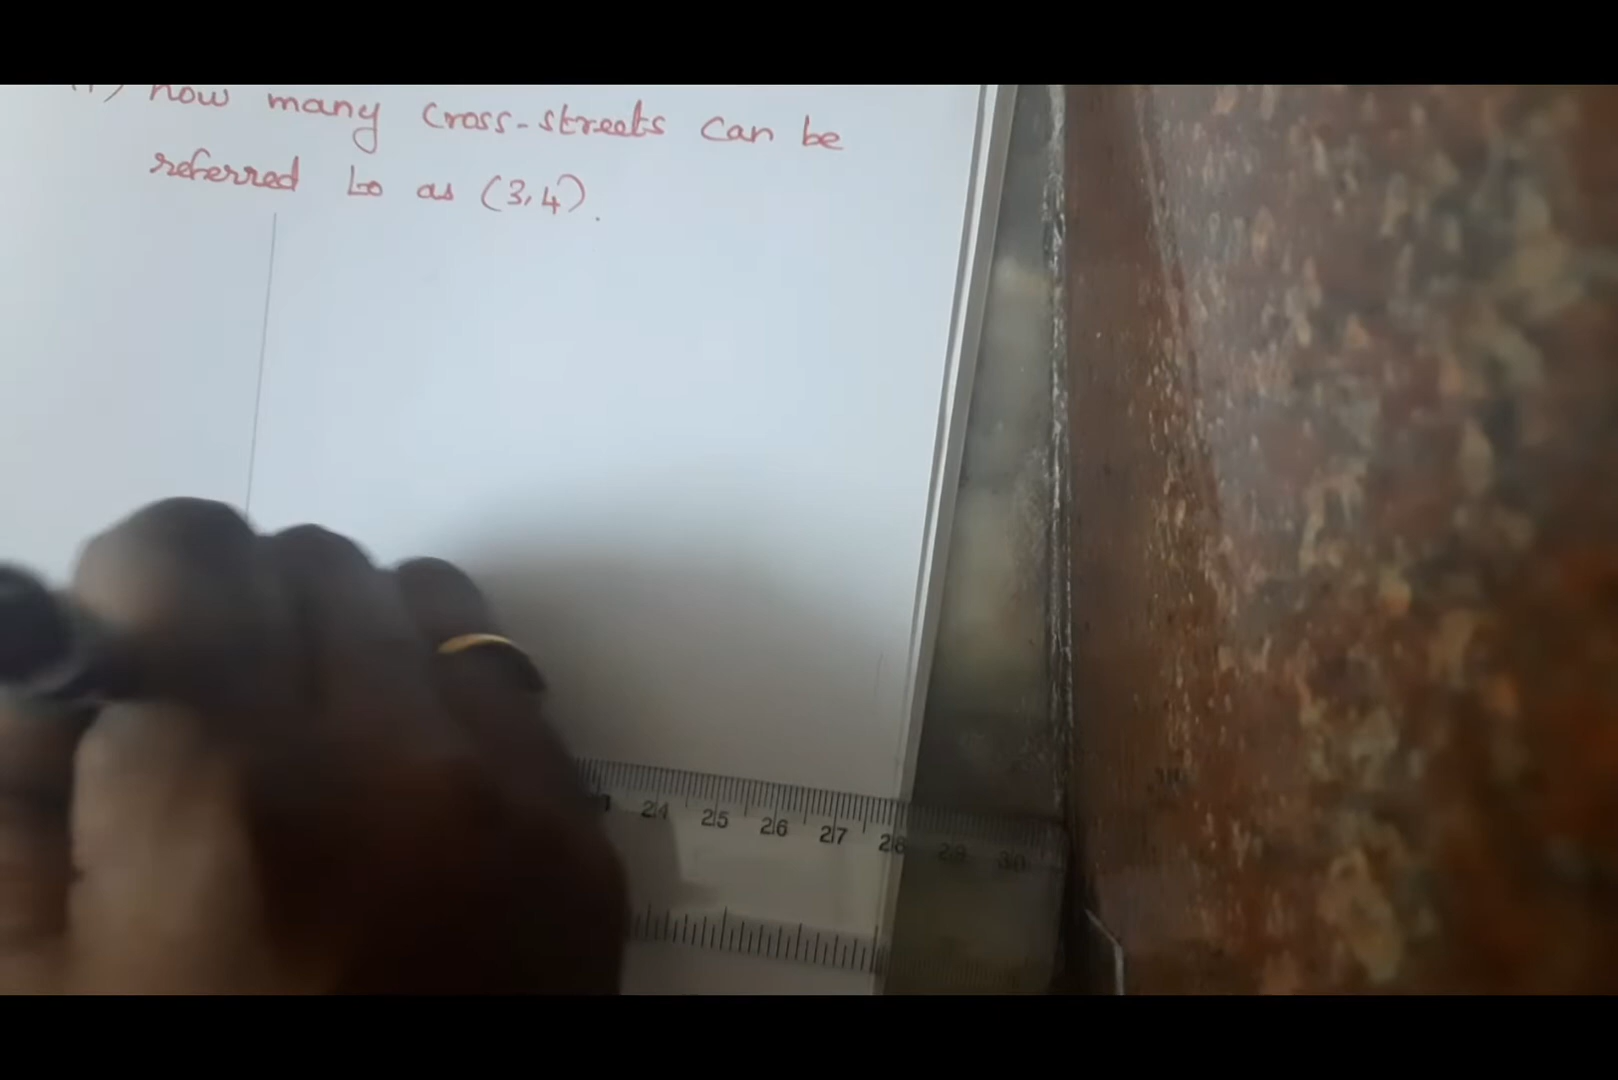 how many cross-streets can be
referred to as (3,4).
24 25 26 27 28 29 30